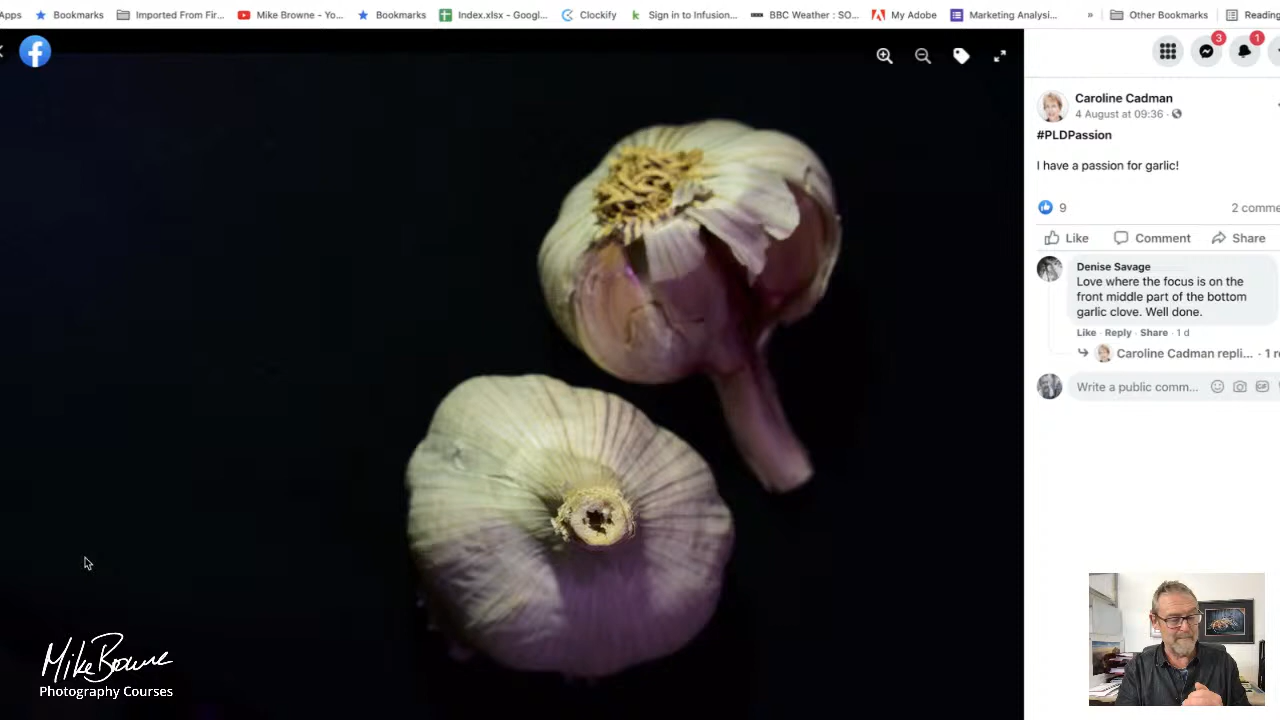 Apps Bookmarks Imported From Fir... Mike Browne - Yo... Bookmarks Index.xlsx - Googl... Clockify Sign in to Infusion... BBC Weather : SO... My Adobe Marketing Analysi... » Other Bookmarks Reading
3 1
Caroline Cadman
4 August at 09:36 ·
#PLDPassion
I have a passion for garlic!
9 2 comme
Like Comment Share
Denise Savage
Love where the focus is on the
front middle part of the bottom
garlic clove. Well done.
Like · Reply · Share · 1 d
Caroline Cadman repli... · 1 re
Write a public comm...
Mike Browne
Photography Courses